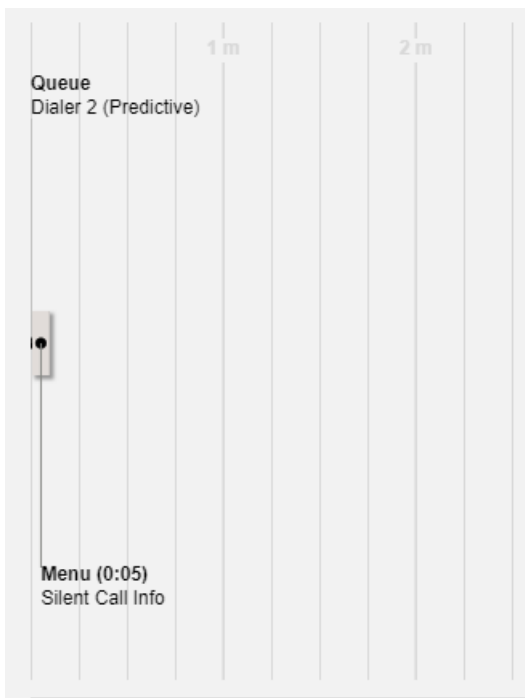 1 m
2 m
Queue
Dialer 2 (Predictive)
Menu (0:05)
Silent Call Info